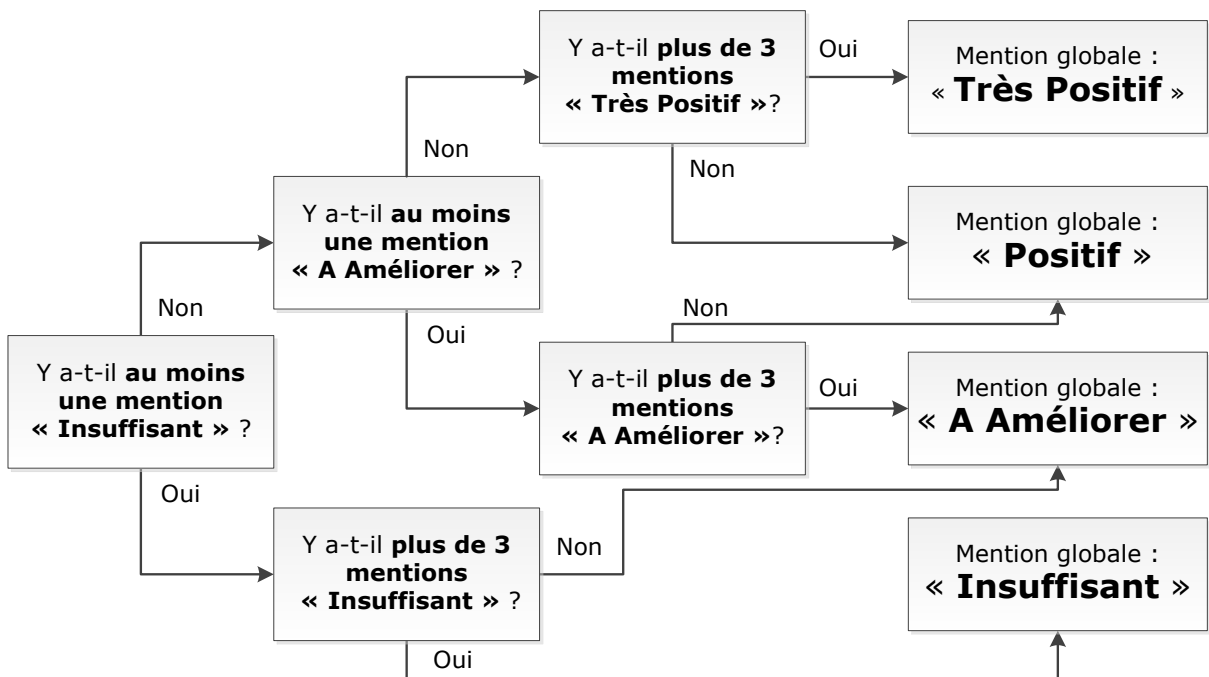 Y a-t-il plus de 3
mentions
« Très Positif »?
Oui
Mention globale :
« Très Positif »
Non
Non
Y a-t-il au moins
une mention
« A Améliorer » ?
Mention globale :
« Positif »
Non
Oui
Non
Y a-t-il au moins
une mention
« Insuffisant » ?
Y a-t-il plus de 3
mentions
« A Améliorer »?
Oui
Mention globale :
« A Améliorer »
Oui
Y a-t-il plus de 3
mentions
« Insuffisant » ?
Non
Mention globale :
« Insuffisant »
Oui